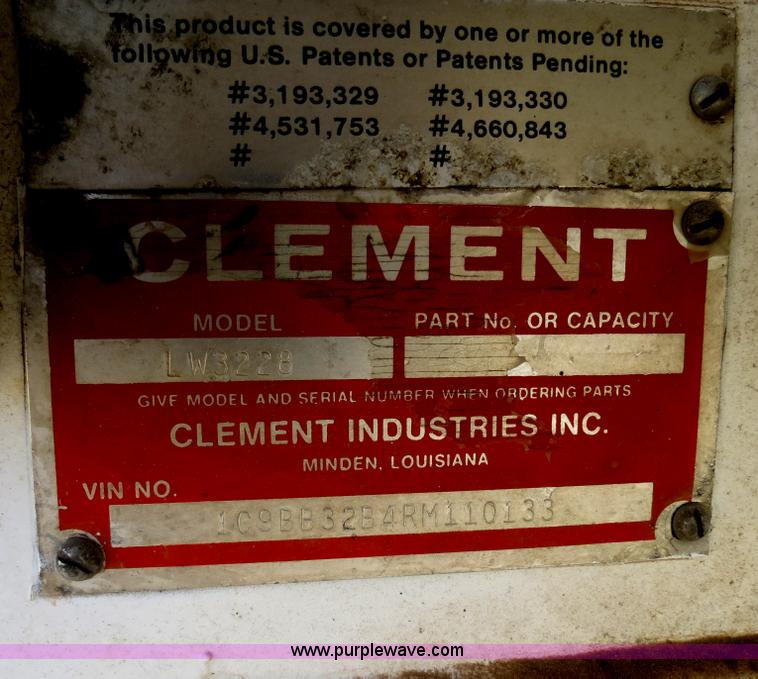 This product is covered by one or more of the
following U.S. Patents or Patents Pending:
#3,193,329 #3,193,330
#4,531,753 #4,660,843
# #
CLEMENT
MODEL PART No. OR CAPACITY
LW3228
GIVE MODEL AND SERIAL NUMBER WHEN ORDERING PARTS
CLEMENT INDUSTRIES INC.
MINDEN, LOUISIANA
VIN NO.
1C9BB32B4RM110133
www.purplewave.com